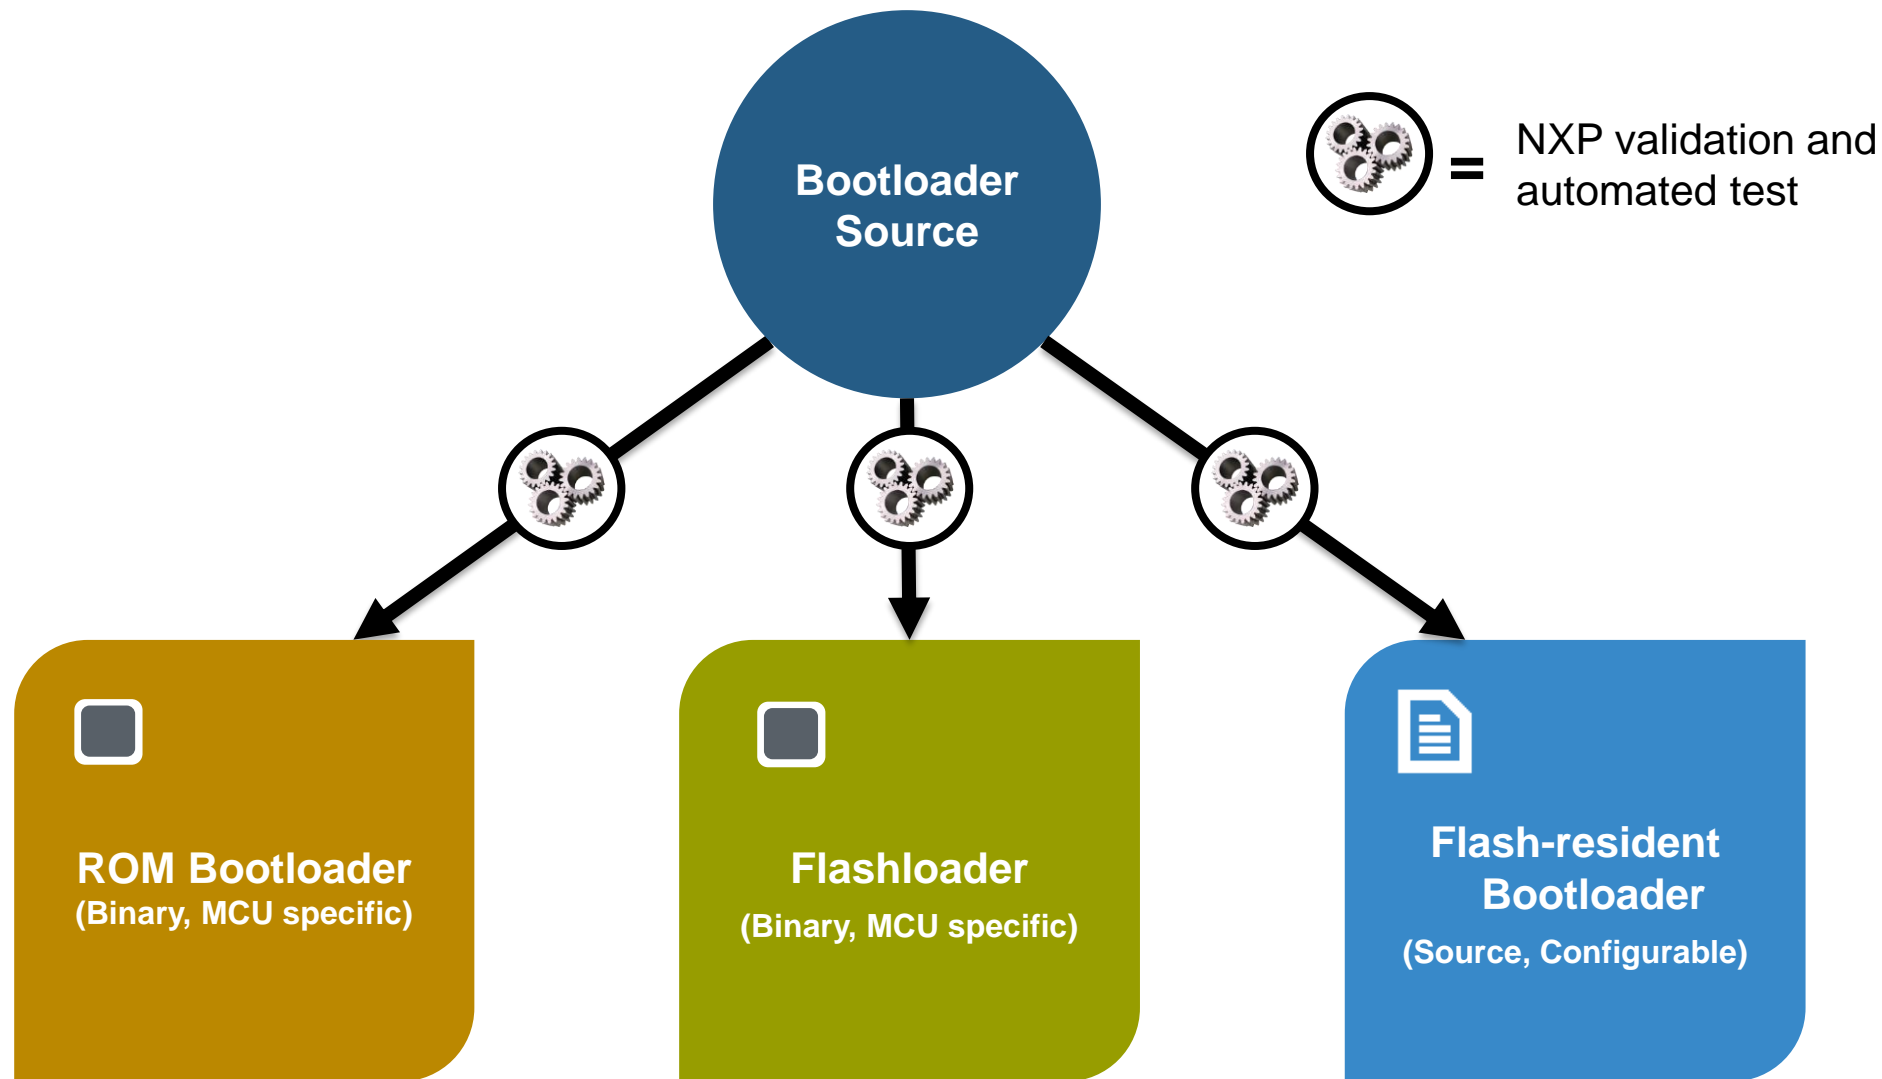 Bootloader
Source
=
NXP validation and
automated test
ROM Bootloader
(Binary, MCU specific)
Flashloader
(Binary, MCU specific)
Flash-resident
Bootloader
(Source, Configurable)